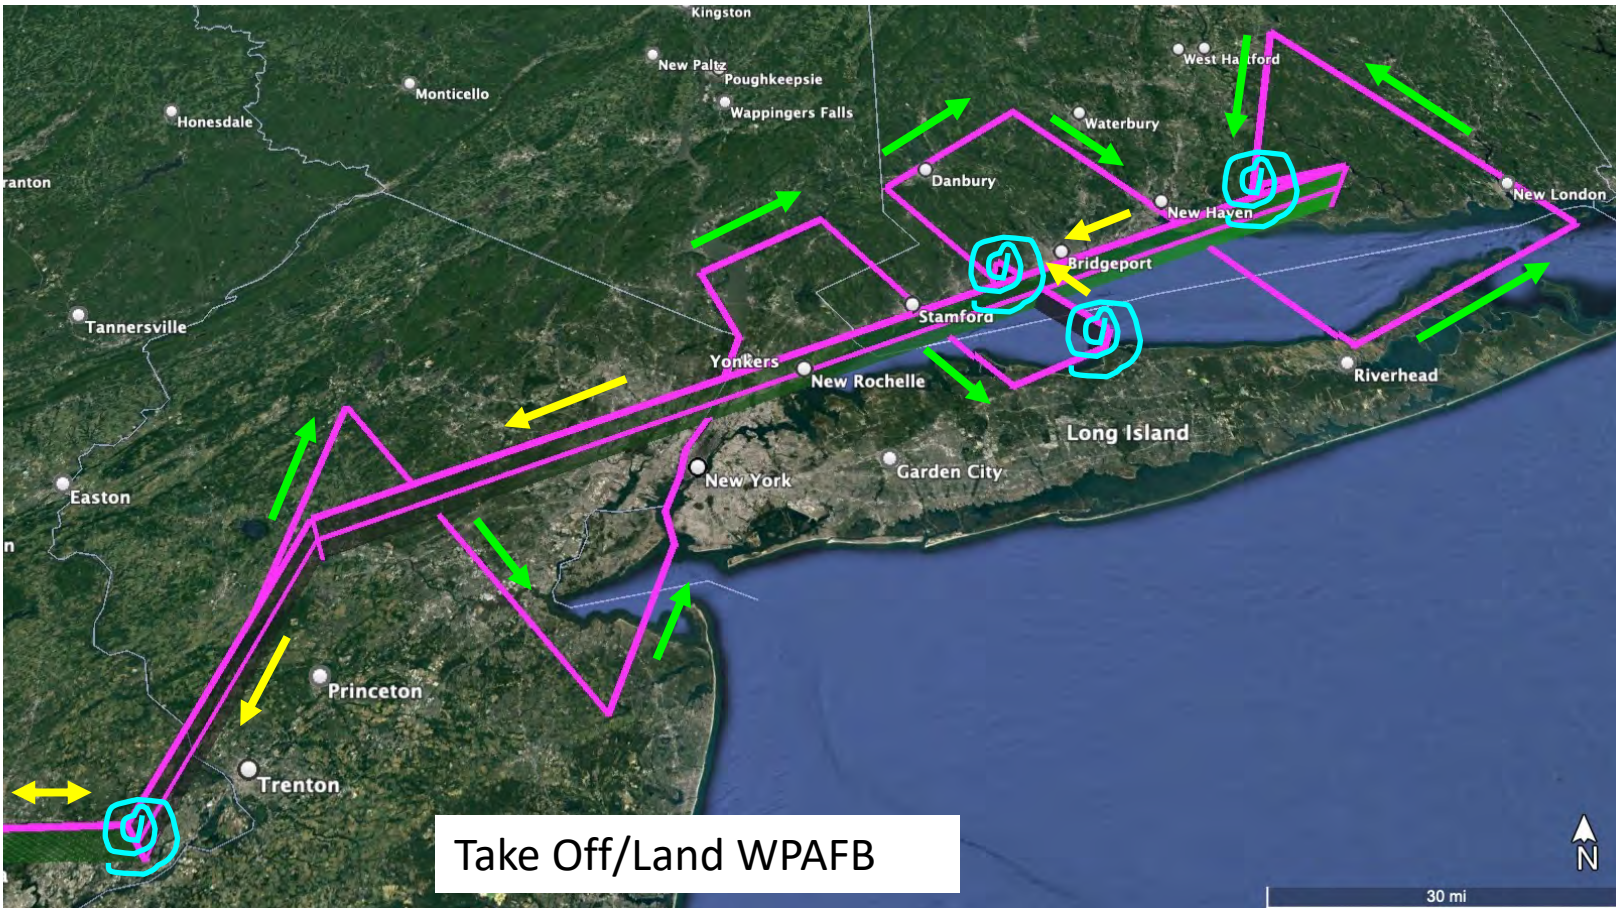 Kingston
New Paltz
Poughkeepsie
West Hartford
Monticello
Wappingers Falls
Honesdale
Waterbury
ranton
Danbury
New London
New Haven
Bridgeport
Tannersville
Stamford
Yonkers
New Rochelle
Riverhead
Long Island
Garden City
New York
Easton
n
Princeton
Trenton
Take Off/Land WPAFB
N
30 mi